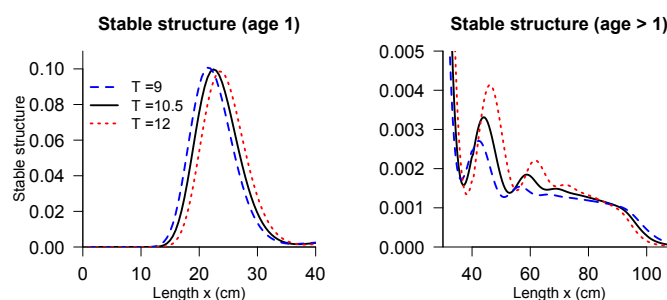 Stable structure (age 1)
Stable structure
0.10
0.08
0.06
0.04
0.02
0.00
T =9
T =10.5
T =12
0 10 20 30 40
Length x (cm)
Stable structure (age > 1)
0.005
0.004
0.003
0.002
0.001
0.000
40 60 80 100
Length x (cm)